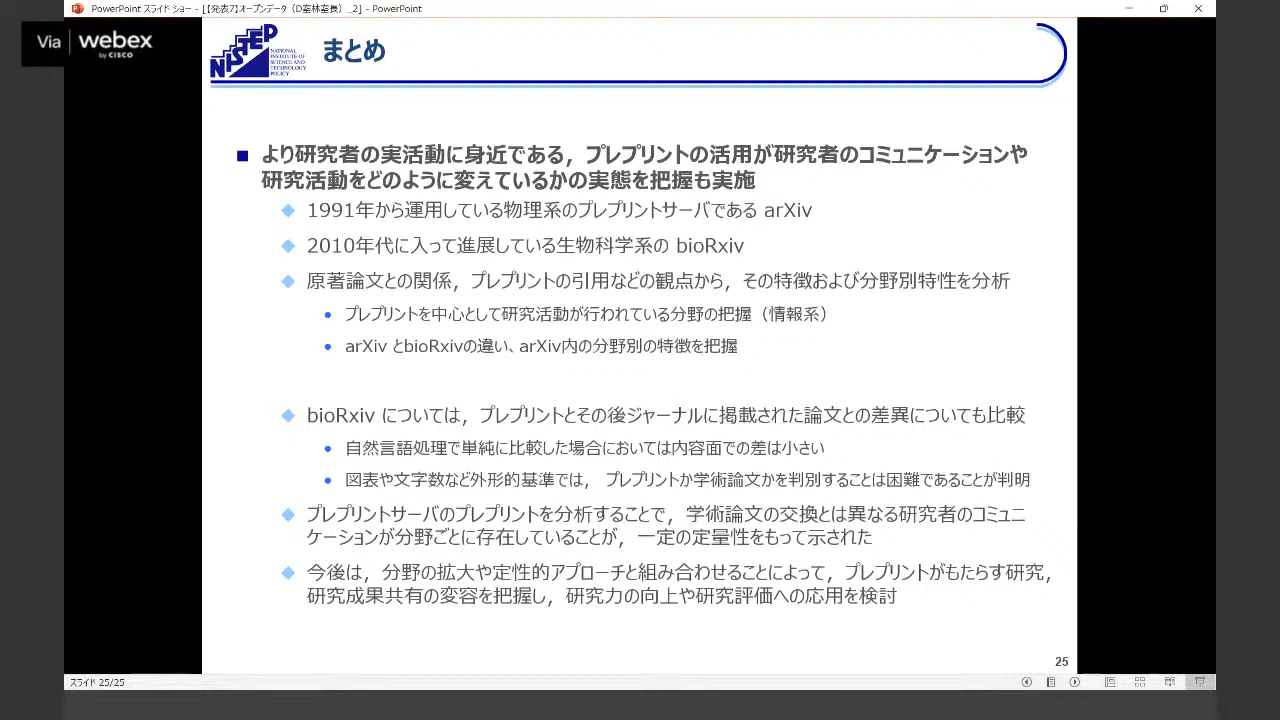 PowerPoint スライド ショー - [【発表7】オープンデータ（D室林室長）_2] - PowerPoint
Via webex
by CISCO
NISTEP
NATIONAL
INSTITUTE OF
SCIENCE AND
TECHNOLOGY
POLICY
まとめ
より研究者の実活動に身近である，プレプリントの活用が研究者のコミュニケーションや
研究活動をどのように変えているかの実態を把握も実施
1991年から運用している物理系のプレプリントサーバである arXiv
2010年代に入って進展している生物科学系の bioRxiv
原著論文との関係，プレプリントの引用などの観点から，その特徴および分野別特性を分析
プレプリントを中心として研究活動が行われている分野の把握（情報系）
arXiv とbioRxivの違い、arXiv内の分野別の特徴を把握
bioRxiv については，プレプリントとその後ジャーナルに掲載された論文との差異についても比較
自然言語処理で単純に比較した場合においては内容面での差は小さい
図表や文字数など外形的基準では， プレプリントか学術論文かを判別することは困難であることが判明
プレプリントサーバのプレプリントを分析することで，学術論文の交換とは異なる研究者のコミュニ
ケーションが分野ごとに存在していることが，一定の定量性をもって示された
今後は，分野の拡大や定性的アプローチと組み合わせることによって，プレプリントがもたらす研究，
研究成果共有の変容を把握し，研究力の向上や研究評価への応用を検討
25
スライド 25/25